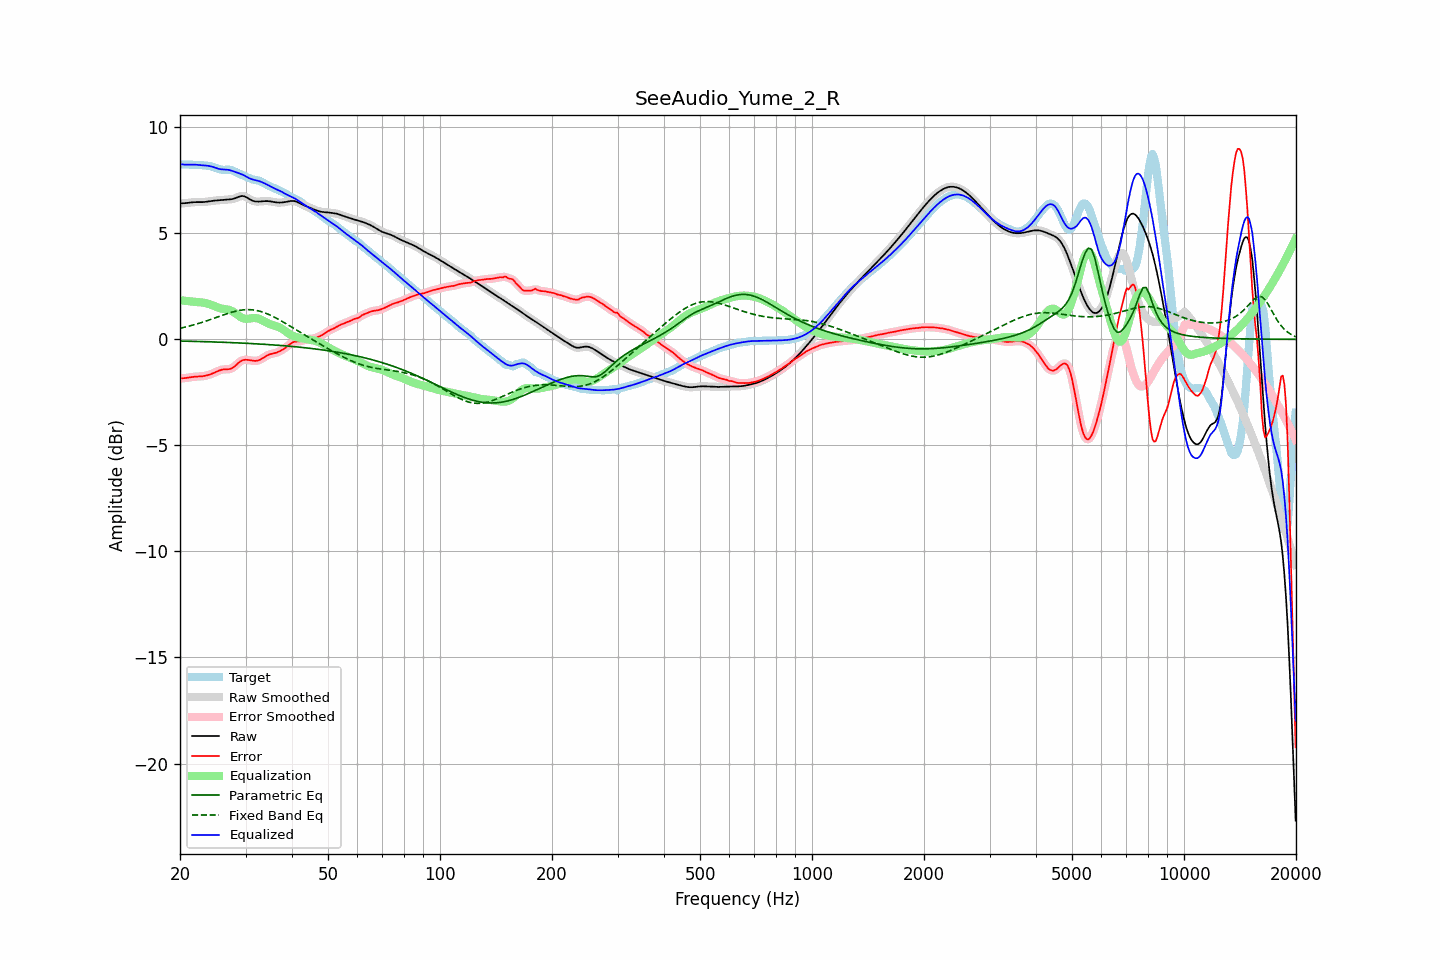 SeeAudio_Yume_2_R
Amplitude (dBr)
10
5
0
−5
−10
−15
−20
Target
Raw Smoothed
Error Smoothed
Raw
Error
Equalization
Parametric Eq
Fixed Band Eq
Equalized
20 50 100 200 500 1000 2000 5000 10000 20000
Frequency (Hz)